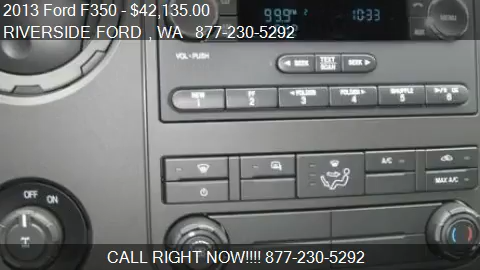 2013 Ford F350 - $42,135.00
RIVERSIDE FORD , WA 877-230-5292
99.9
10:33
VOL - PUSH
◄ SEEK
TEXT SCAN
SEEK ►
1
FF 2
◄ FOLDER 3
FOLDER ► 4
SHUFFLE 5
6
A/C
MAX A/C
OFF ON
CALL RIGHT NOW!!!! 877-230-5292